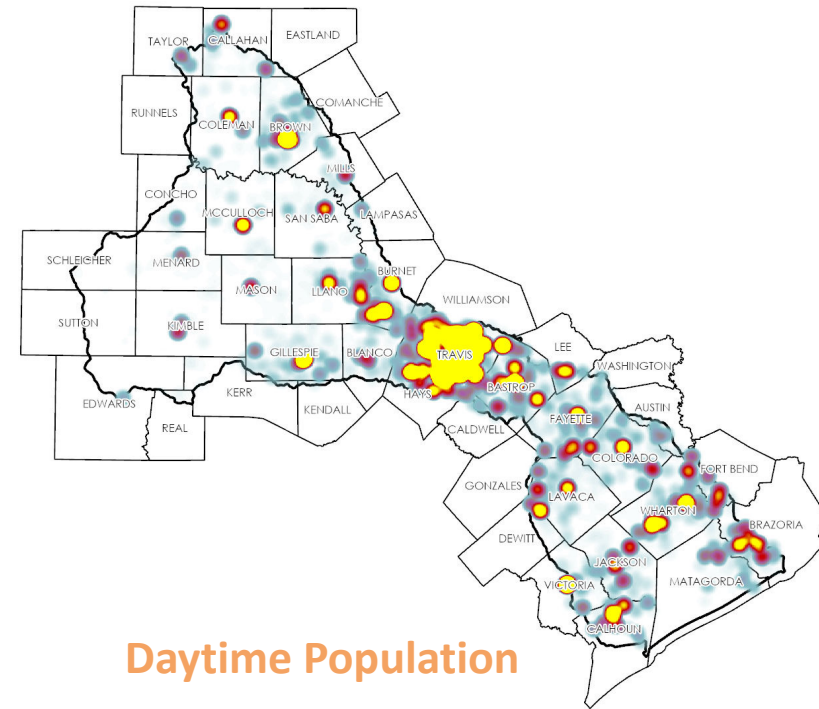 TAYLOR
CALLAHAN
EASTLAND
RUNNELS
COLEMAN
BROWN
COMANCHE
MILLS
CONCHO
MCCULLOCH
SAN SABA
LAMPASAS
SCHLEICHER
MENARD
MASON
LLANO
BURNET
WILLIAMSON
SUTTON
KIMBLE
GILLESPIE
BLANCO
TRAVIS
LEE
WASHINGTON
EDWARDS
REAL
KERR
KENDALL
HAYS
BASTROP
CALDWELL
FAYETTE
AUSTIN
GONZALES
LAVACA
COLORADO
FORT BEND
DEWITT
WHARTON
BRAZORIA
VICTORIA
JACKSON
MATAGORDA
CALHOUN
Daytime Population